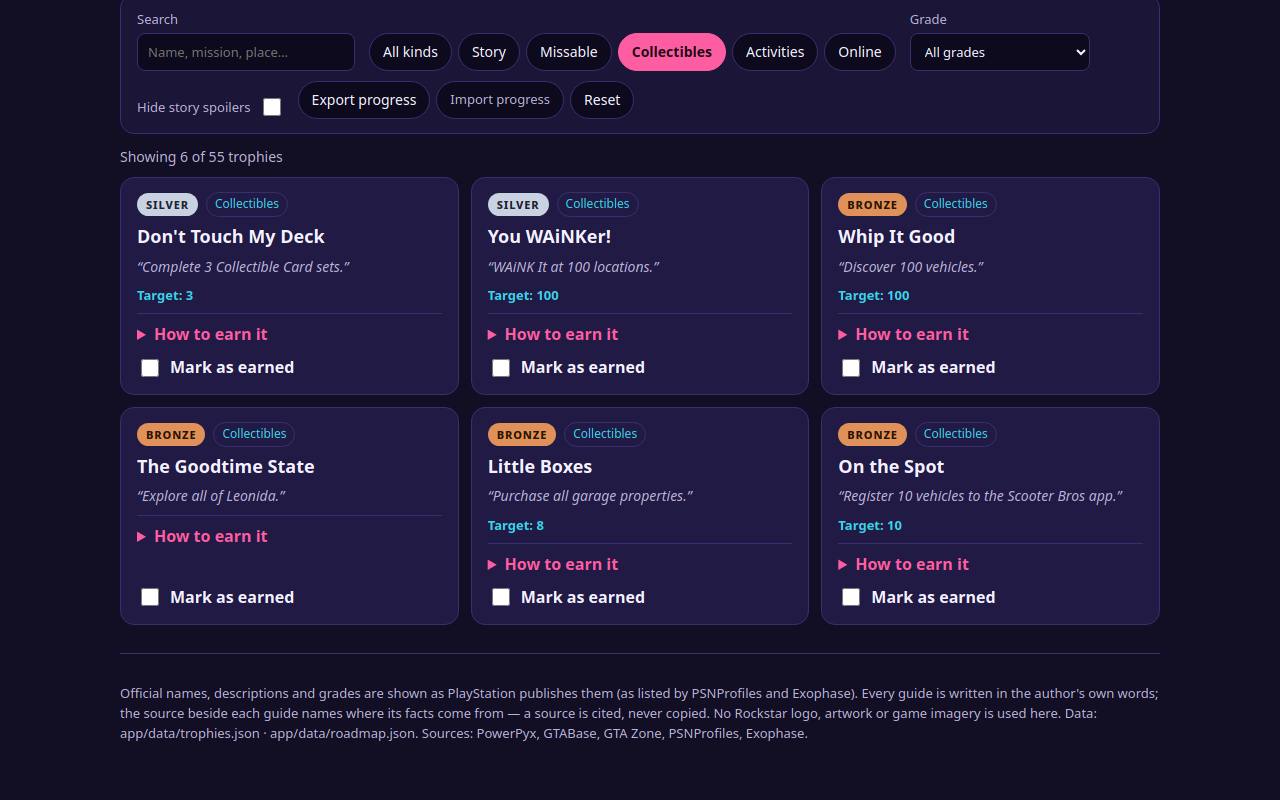 Search
Grade
Name, mission, place...
All kinds
Story
Missable
Collectibles
Activities
Online
All grades
Hide story spoilers
Export progress
Import progress
Reset
Showing 6 of 55 trophies
SILVER
Collectibles
Don't Touch My Deck
“Complete 3 Collectible Card sets.”
Target: 3
How to earn it
Mark as earned
SILVER
Collectibles
You WAiNKer!
“WAINK It at 100 locations.”
Target: 100
How to earn it
Mark as earned
BRONZE
Collectibles
Whip It Good
“Discover 100 vehicles.”
Target: 100
How to earn it
Mark as earned
BRONZE
Collectibles
The Goodtime State
“Explore all of Leonida.”
How to earn it
Mark as earned
BRONZE
Collectibles
Little Boxes
“Purchase all garage properties.”
Target: 8
How to earn it
Mark as earned
BRONZE
Collectibles
On the Spot
“Register 10 vehicles to the Scooter Bros app.”
Target: 10
How to earn it
Mark as earned
Official names, descriptions and grades are shown as PlayStation publishes them (as listed by PSNProfiles and Exophase). Every guide is written in the author's own words;
the source beside each guide names where its facts come from — a source is cited, never copied. No Rockstar logo, artwork or game imagery is used here. Data:
app/data/trophies.json · app/data/roadmap.json. Sources: PowerPyx, GTABase, GTA Zone, PSNProfiles, Exophase.